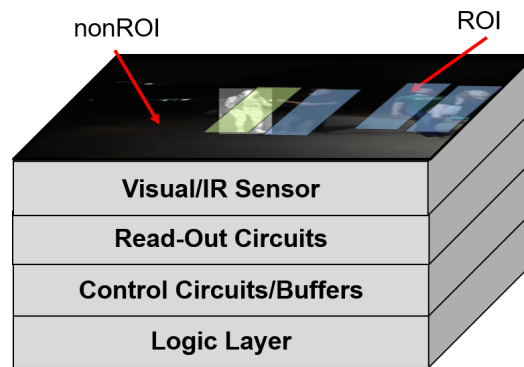 nonROI
ROI
Visual/IR Sensor
Read-Out Circuits
Control Circuits/Buffers
Logic Layer